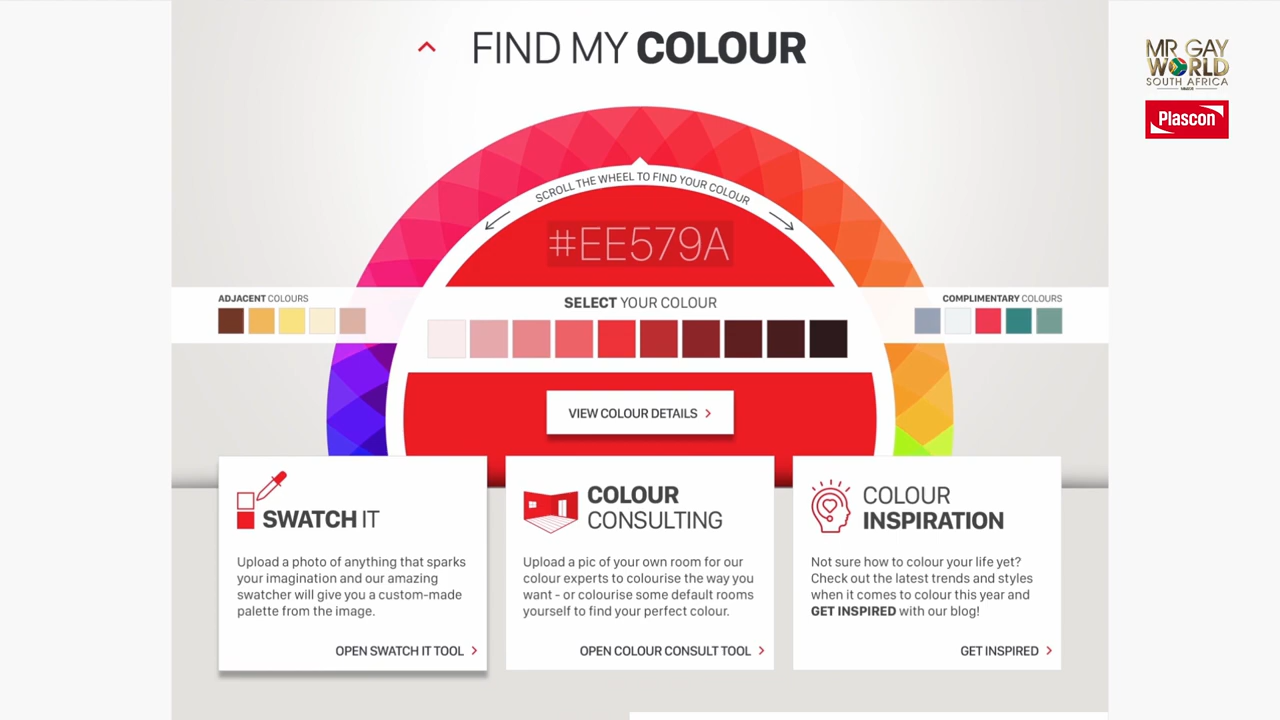 FIND MY COLOUR
MR GAY
WORLD
SOUTH AFRICA
Plascon
SCROLL THE WHEEL TO FIND YOUR COLOUR
#EE579A
ADJACENT COLOURS
SELECT YOUR COLOUR
COMPLIMENTARY COLOURS
VIEW COLOUR DETAILS
SWATCH IT
Upload a photo of anything that sparks
your imagination and our amazing
swatcher will give you a custom-made
palette from the image.
OPEN SWATCH IT TOOL
COLOUR
CONSULTING
Upload a pic of your own room for our
colour experts to colourise the way you
want - or colourise some default rooms
yourself to find your perfect colour.
OPEN COLOUR CONSULT TOOL
COLOUR
INSPIRATION
Not sure how to colour your life yet?
Check out the latest trends and styles
when it comes to colour this year and
GET INSPIRED with our blog!
GET INSPIRED